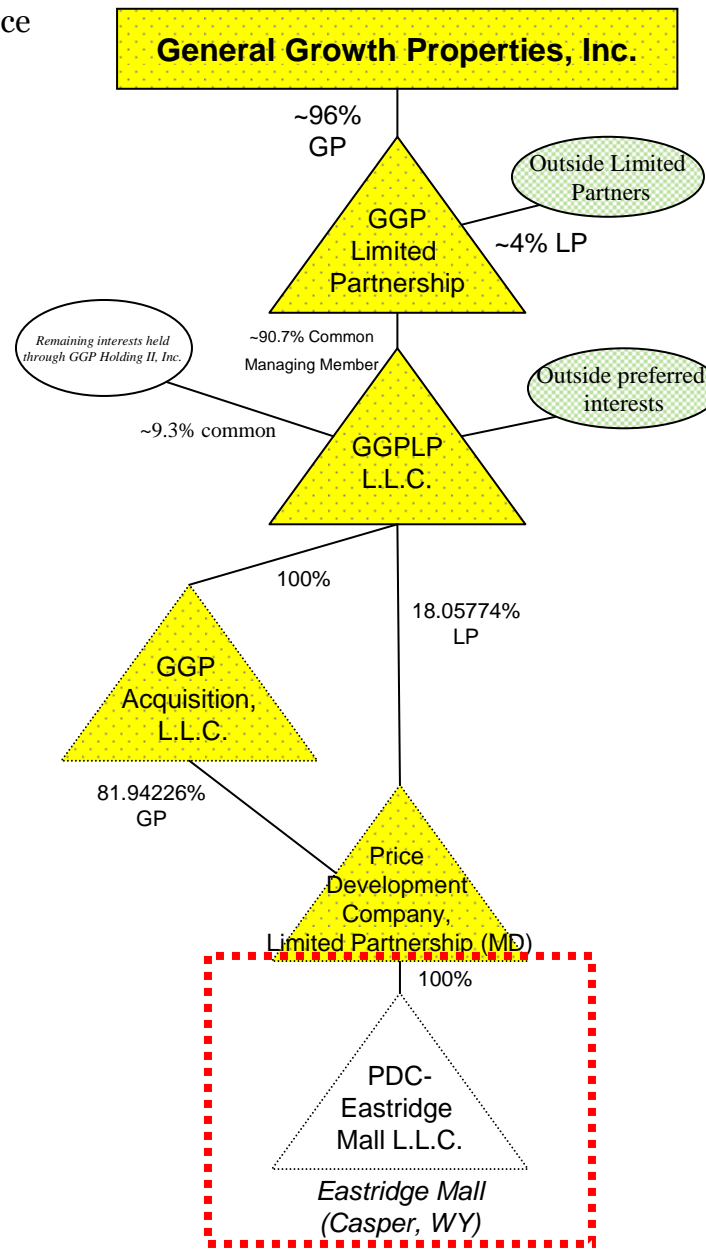 ce
General Growth Properties, Inc.
~96%
GP
Outside Limited
Partners
GGP
Limited
Partnership
~4% LP
Remaining interests held
through GGP Holding II, Inc.
~90.7% Common
Managing Member
Outside preferred
interests
~9.3% common
GGPLP
L.L.C.
100%
18.05774%
LP
GGP
Acquisition,
L.L.C.
81.94226%
GP
Price
Development
Company,
Limited Partnership (MD)
100%
PDC-
Eastridge
Mall L.L.C.
Eastridge Mall
(Casper, WY)